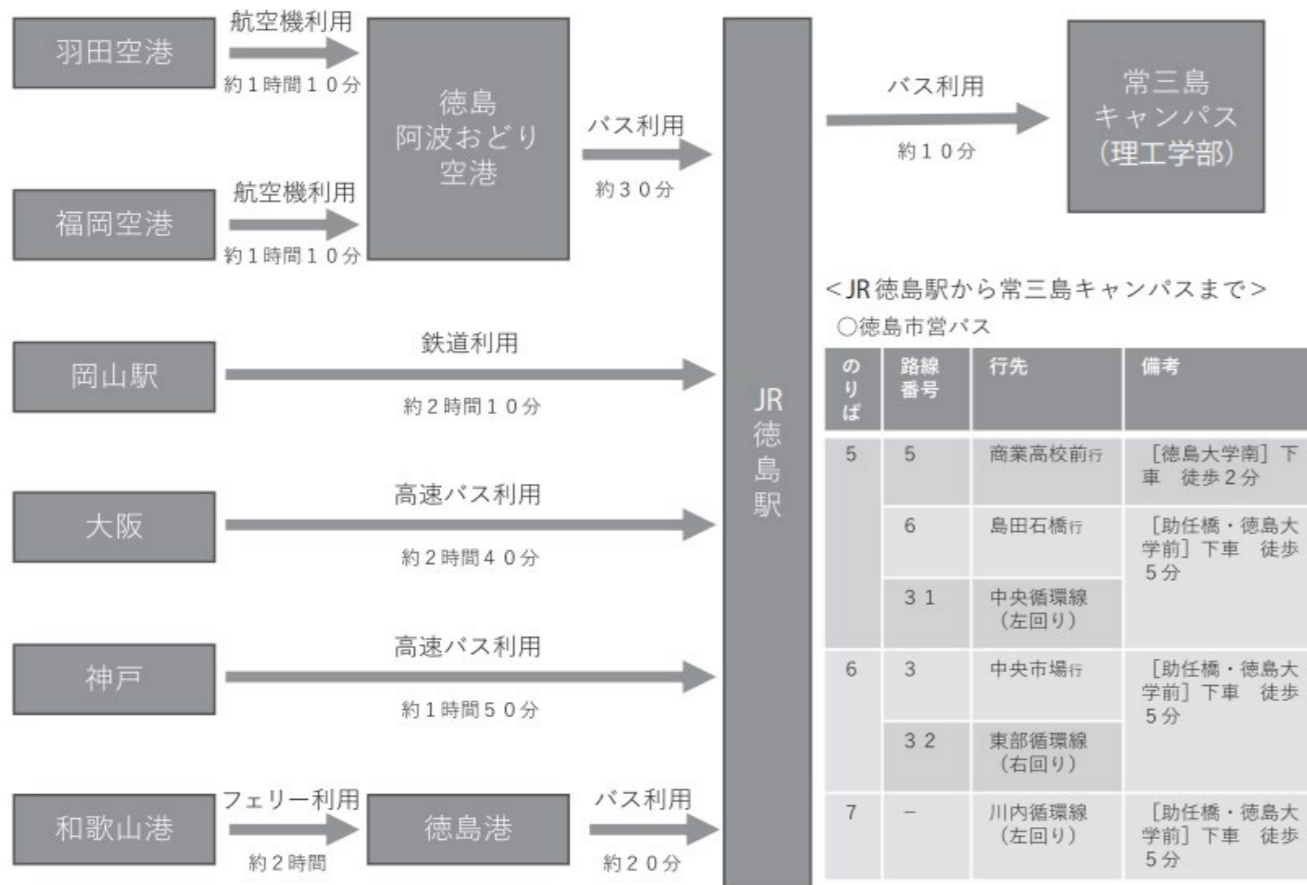 羽田空港
航空機利用
約1時間10分
福岡空港
航空機利用
約1時間10分
徳島
阿波おどり
空港
バス利用
約30分
岡山駅
鉄道利用
約2時間10分
大阪
高速バス利用
約2時間40分
神戸
高速バス利用
約1時間50分
和歌山港
フェリー利用
約2時間
徳島港
バス利用
約20分
JR
徳
島
駅
バス利用
約10分
常三島
キャンパス
（理工学部）
＜JR徳島駅から常三島キャンパスまで＞
○徳島市営バス
のりば 路線番号 行先 備考
5 5 商業高校前行 ［徳島大学南］下
車　徒歩2分
6 島田石橋行 ［助任橋・徳島大
学前］下車　徒歩
5分
31 中央循環線
（左回り）
6 3 中央市場行 ［助任橋・徳島大
学前］下車　徒歩
5分
32 東部循環線
（右回り）
7 － 川内循環線 ［助任橋・徳島大
（左回り） 学前］下車　徒歩
5分